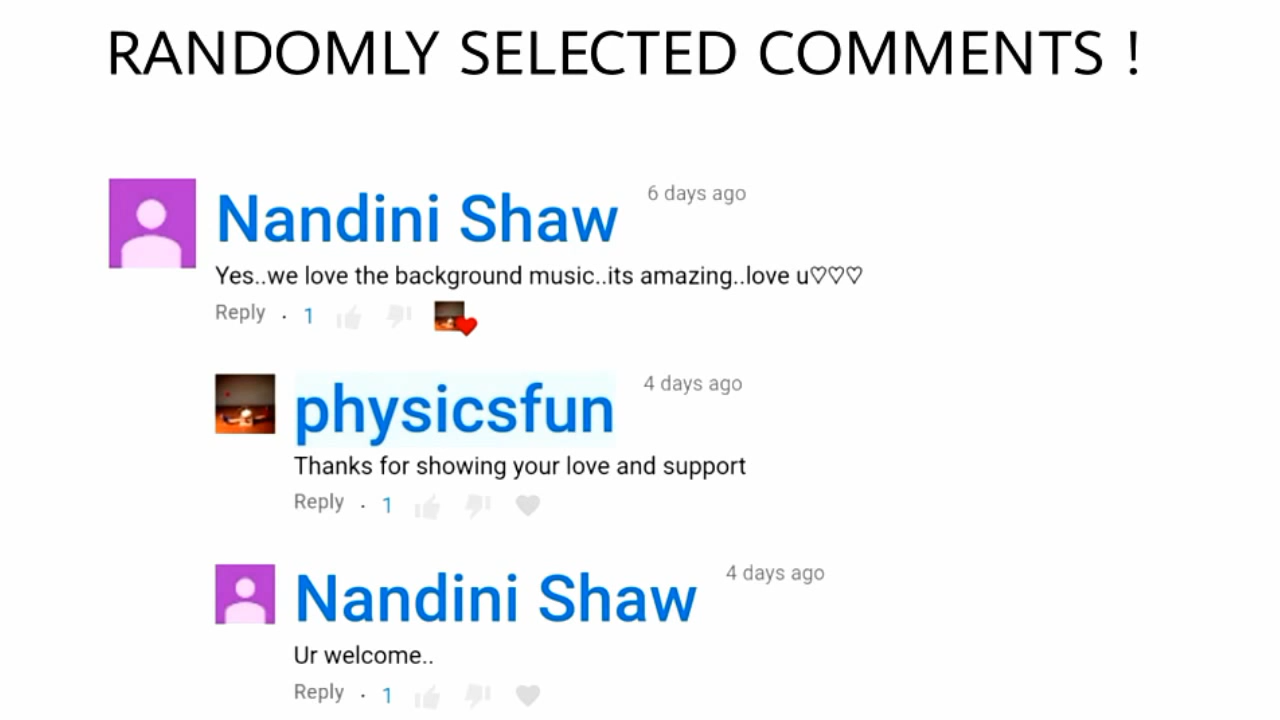 RANDOMLY SELECTED COMMENTS !
Nandini Shaw 6 days ago
Yes..we love the background music..its amazing..love u♡♡♡
Reply . 1
physicsfun 4 days ago
Thanks for showing your love and support
Reply . 1
Nandini Shaw 4 days ago
Ur welcome..
Reply . 1